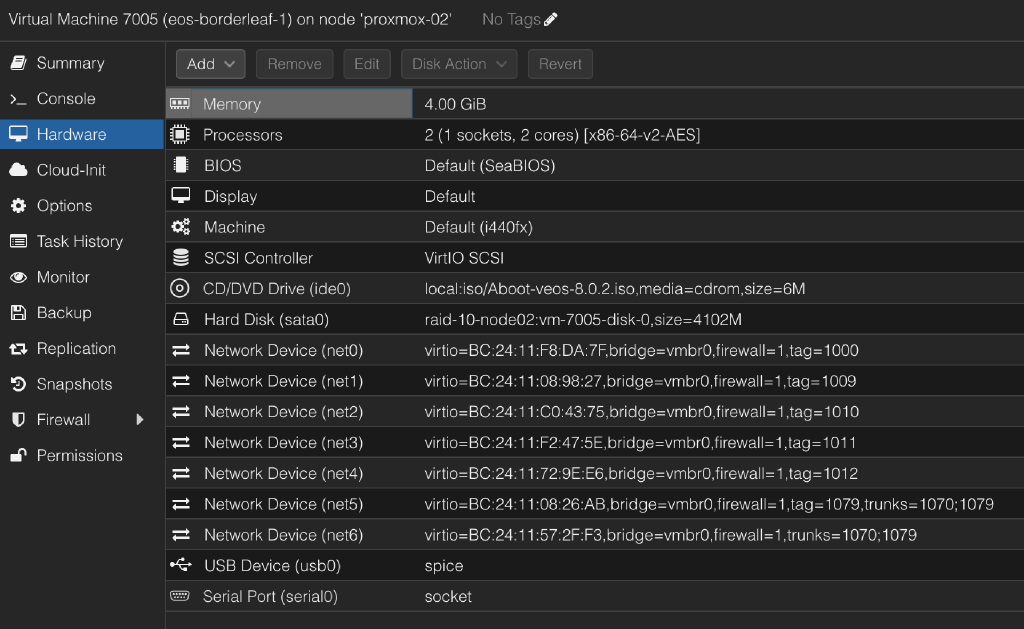 Virtual Machine 7005 (eos-borderleaf-1) on node 'proxmox-02' No Tags
Summary
Console
Hardware
Cloud-Init
Options
Task History
Monitor
Backup
Replication
Snapshots
Firewall
Permissions
Add Remove Edit Disk Action Revert
Memory 4.00 GiB
Processors 2 (1 sockets, 2 cores) [x86-64-v2-AES]
BIOS Default (SeaBIOS)
Display Default
Machine Default (i440fx)
SCSI Controller VirtIO SCSI
CD/DVD Drive (ide0) local:iso/Aboot-veos-8.0.2.iso,media=cdrom,size=6M
Hard Disk (sata0) raid-10-node02:vm-7005-disk-0,size=4102M
Network Device (net0) virtio=BC:24:11:F8:DA:7F,bridge=vmbr0,firewall=1,tag=1000
Network Device (net1) virtio=BC:24:11:08:98:27,bridge=vmbr0,firewall=1,tag=1009
Network Device (net2) virtio=BC:24:11:C0:43:75,bridge=vmbr0,firewall=1,tag=1010
Network Device (net3) virtio=BC:24:11:F2:47:5E,bridge=vmbr0,firewall=1,tag=1011
Network Device (net4) virtio=BC:24:11:72:9E:E6,bridge=vmbr0,firewall=1,tag=1012
Network Device (net5) virtio=BC:24:11:08:26:AB,bridge=vmbr0,firewall=1,tag=1079,trunks=1070;1079
Network Device (net6) virtio=BC:24:11:57:2F:F3,bridge=vmbr0,firewall=1,trunks=1070;1079
USB Device (usb0) spice
Serial Port (serial0) socket